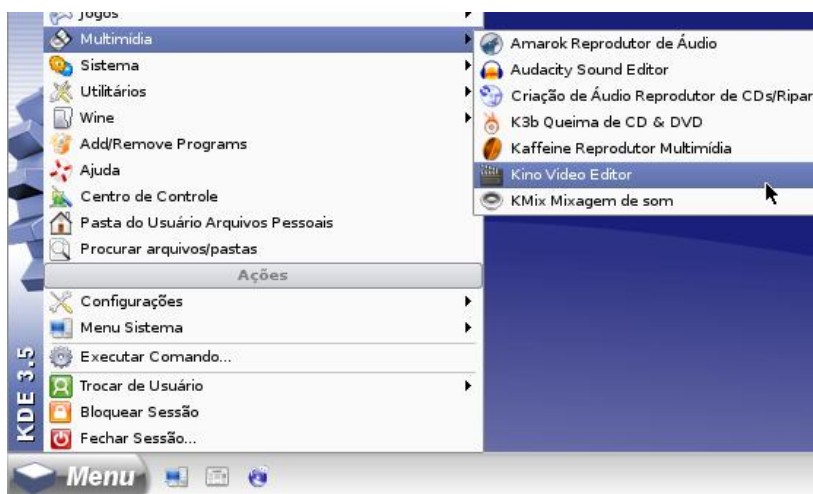 Jogos
Multimídia
Sistema
Utilitários
Wine
Add/Remove Programs
Ajuda
Centro de Controle
Pasta do Usuário Arquivos Pessoais
Procurar arquivos/pastas
Ações
Configurações
Menu Sistema
Executar Comando...
Trocar de Usuário
Bloquear Sessão
Fechar Sessão...
Amarok Reprodutor de Áudio
Audacity Sound Editor
Criação de Áudio Reprodutor de CDs/Ripar
K3b Queima de CD & DVD
Kaffeine Reprodutor Multimídia
Kino Video Editor
KMix Mixagem de som
KDE 3.5
Menu